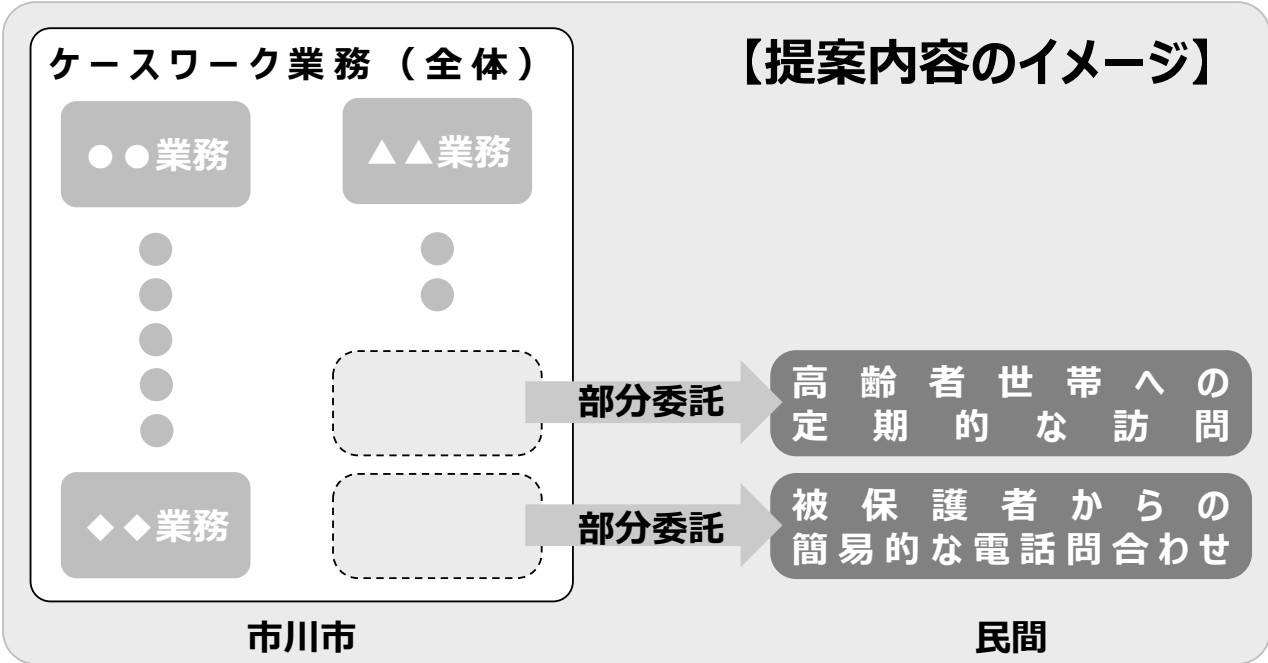 ケースワーク業務（全体）
【提案内容のイメージ】
●●業務
▲▲業務
部分委託
高齢者世帯への
定期的な訪問
◆◆業務
部分委託
被保護者からの
簡易的な電話問合わせ
市川市
民間